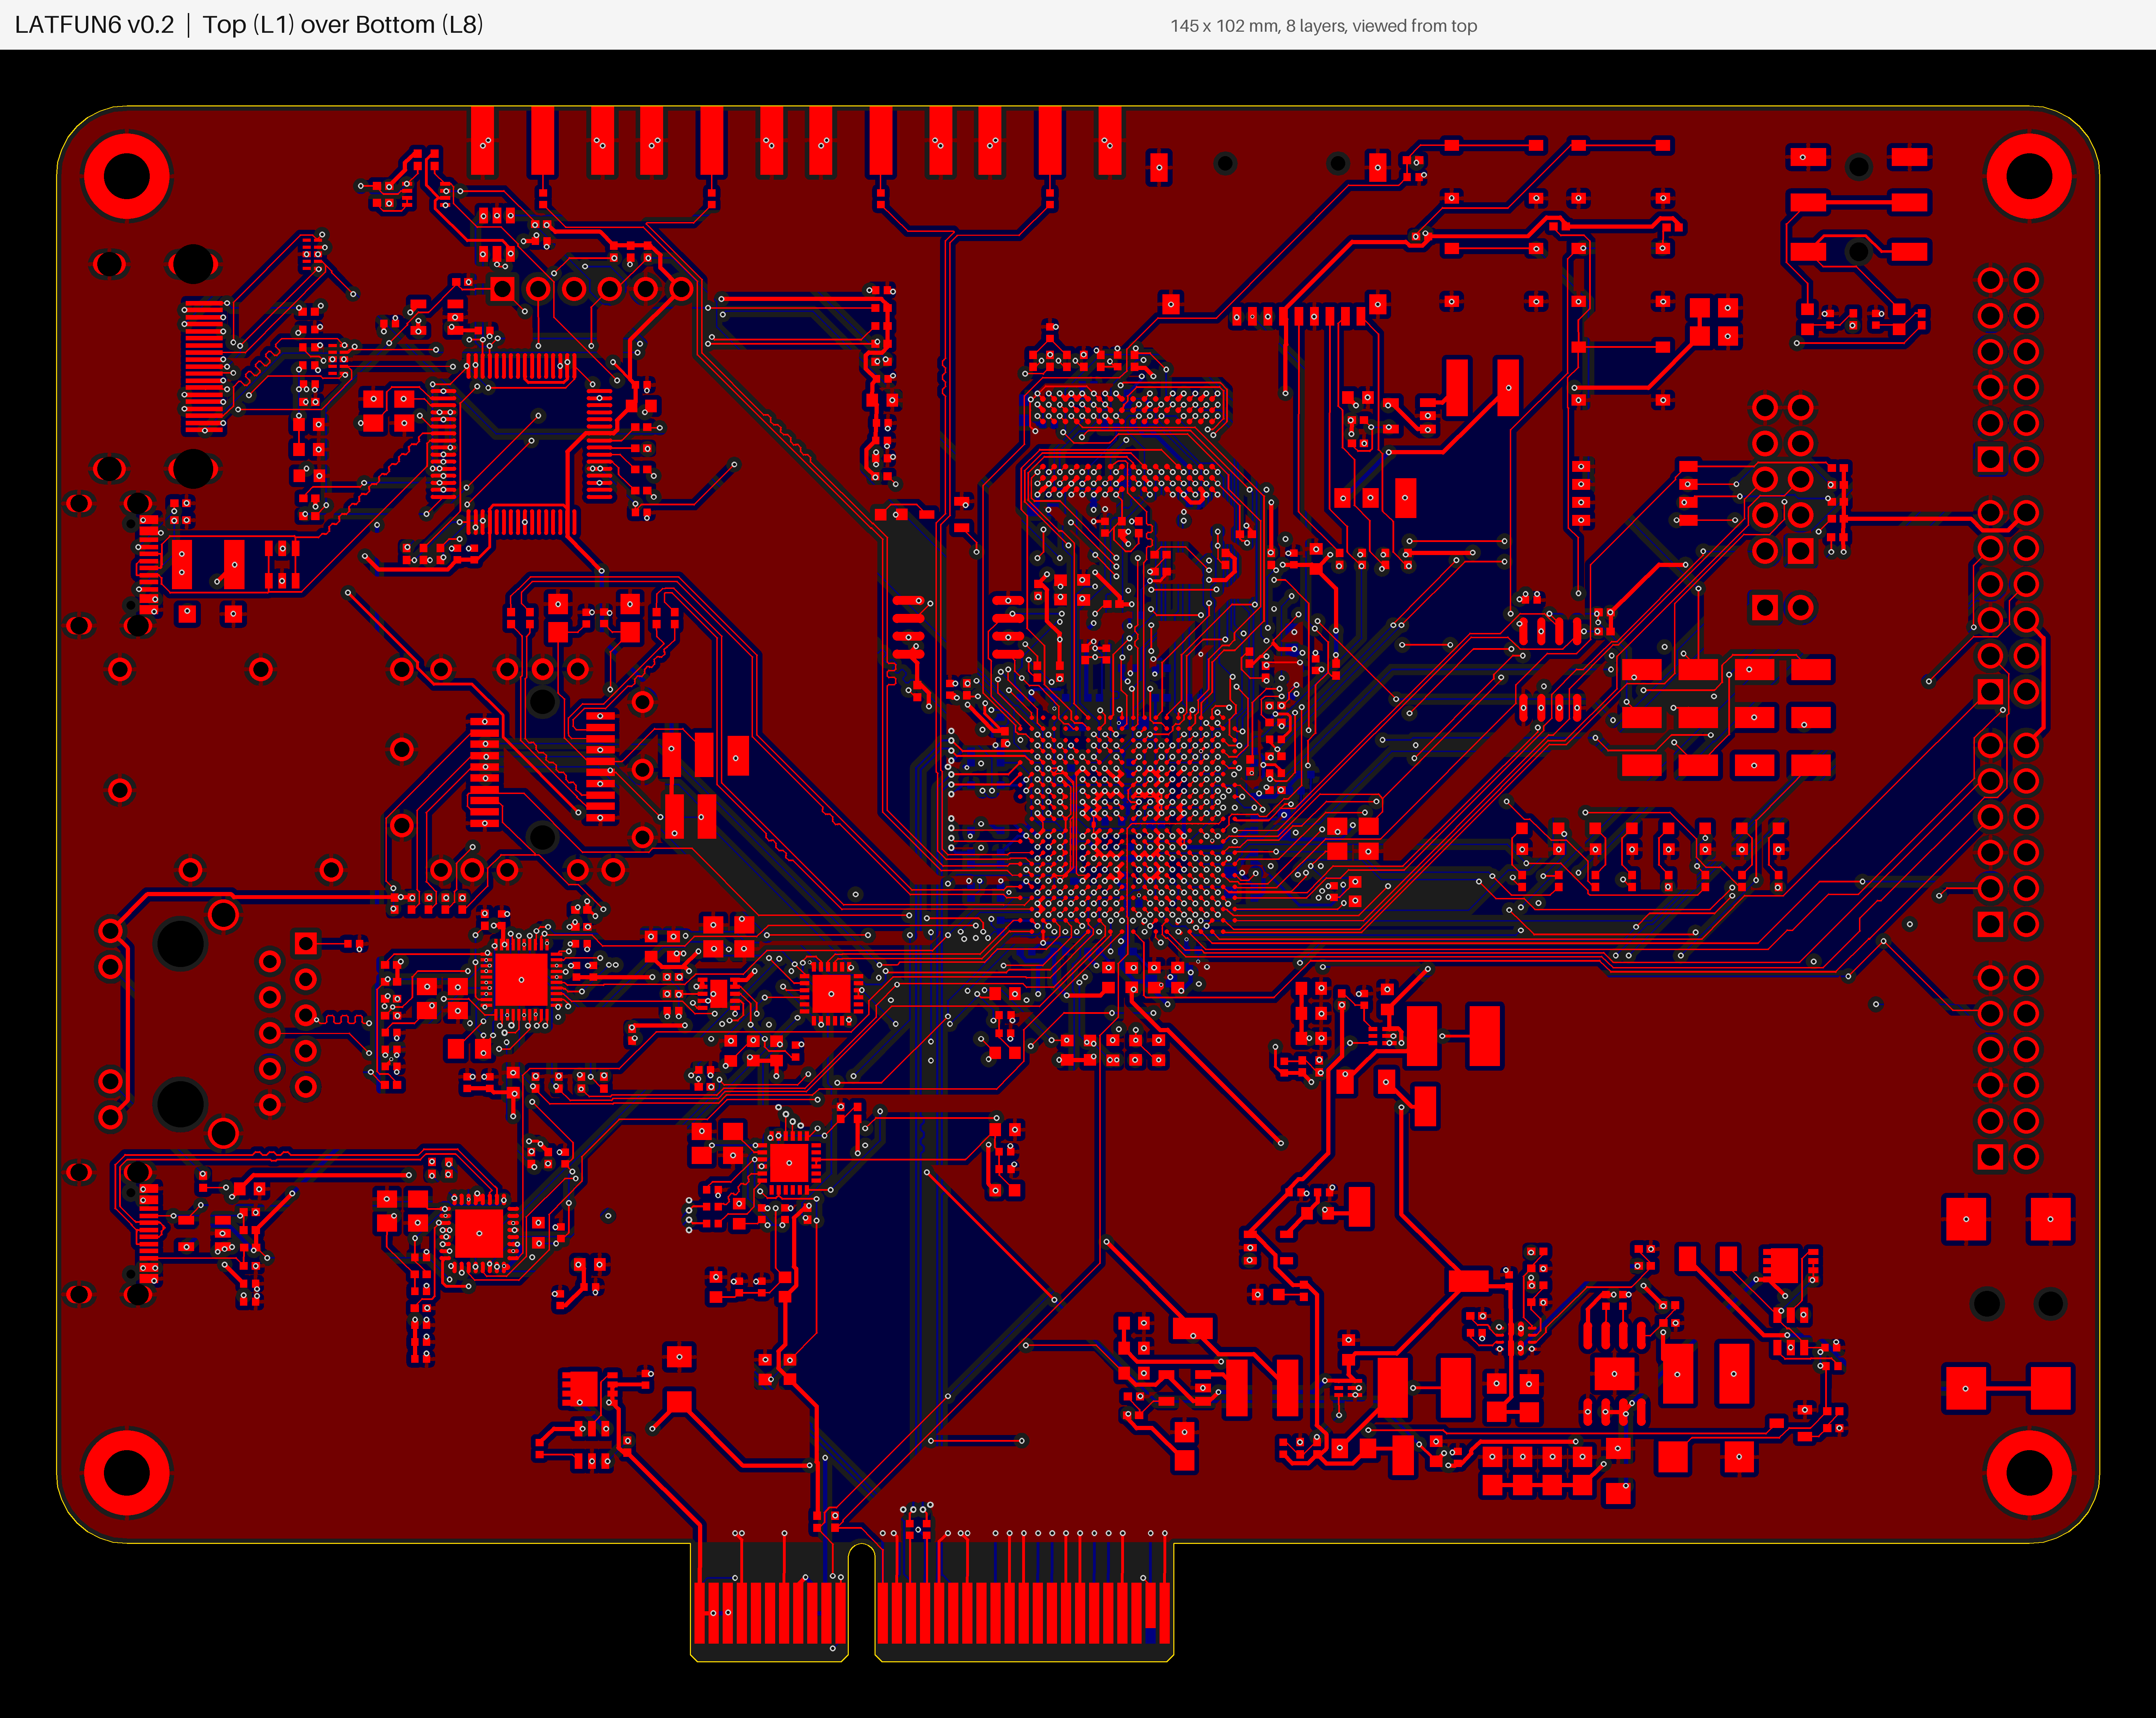 LATFUN6 v0.2 | Top (L1) over Bottom (L8)
145 x 102 mm, 8 layers, viewed from top